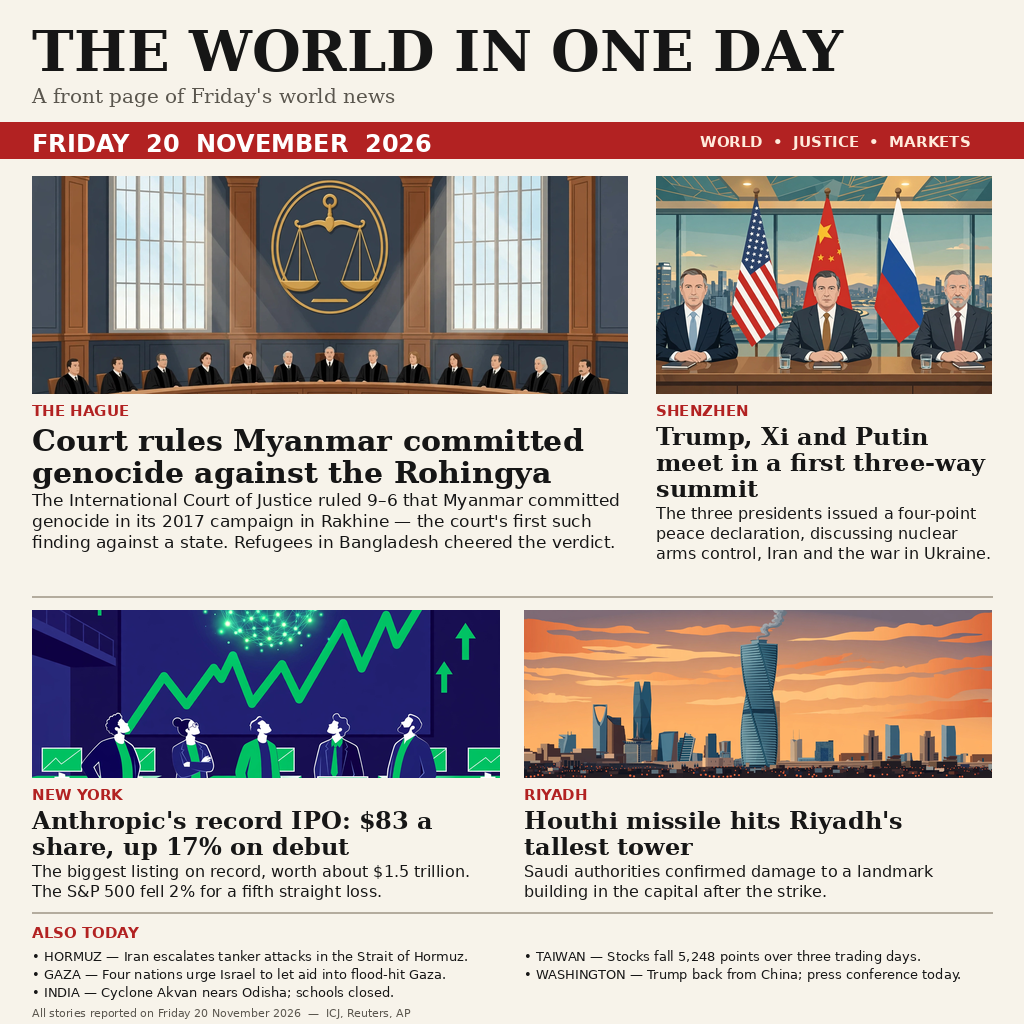 THE WORLD IN ONE DAY
A front page of Friday's world news
FRIDAY 20 NOVEMBER 2026
WORLD • JUSTICE • MARKETS
THE HAGUE
Court rules Myanmar committed
genocide against the Rohingya
The International Court of Justice ruled 9–6 that Myanmar committed
genocide in its 2017 campaign in Rakhine — the court's first such
finding against a state. Refugees in Bangladesh cheered the verdict.
SHENZHEN
Trump, Xi and Putin
meet in a first three-way
summit
The three presidents issued a four-point
peace declaration, discussing nuclear
arms control, Iran and the war in Ukraine.
NEW YORK
Anthropic's record IPO: $83 a
share, up 17% on debut
The biggest listing on record, worth about $1.5 trillion.
The S&P 500 fell 2% for a fifth straight loss.
RIYADH
Houthi missile hits Riyadh's
tallest tower
Saudi authorities confirmed damage to a landmark
building in the capital after the strike.
ALSO TODAY
• HORMUZ — Iran escalates tanker attacks in the Strait of Hormuz.
• GAZA — Four nations urge Israel to let aid into flood-hit Gaza.
• INDIA — Cyclone Akvan nears Odisha; schools closed.
• TAIWAN — Stocks fall 5,248 points over three trading days.
• WASHINGTON — Trump back from China; press conference today.
All stories reported on Friday 20 November 2026 — ICJ, Reuters, AP